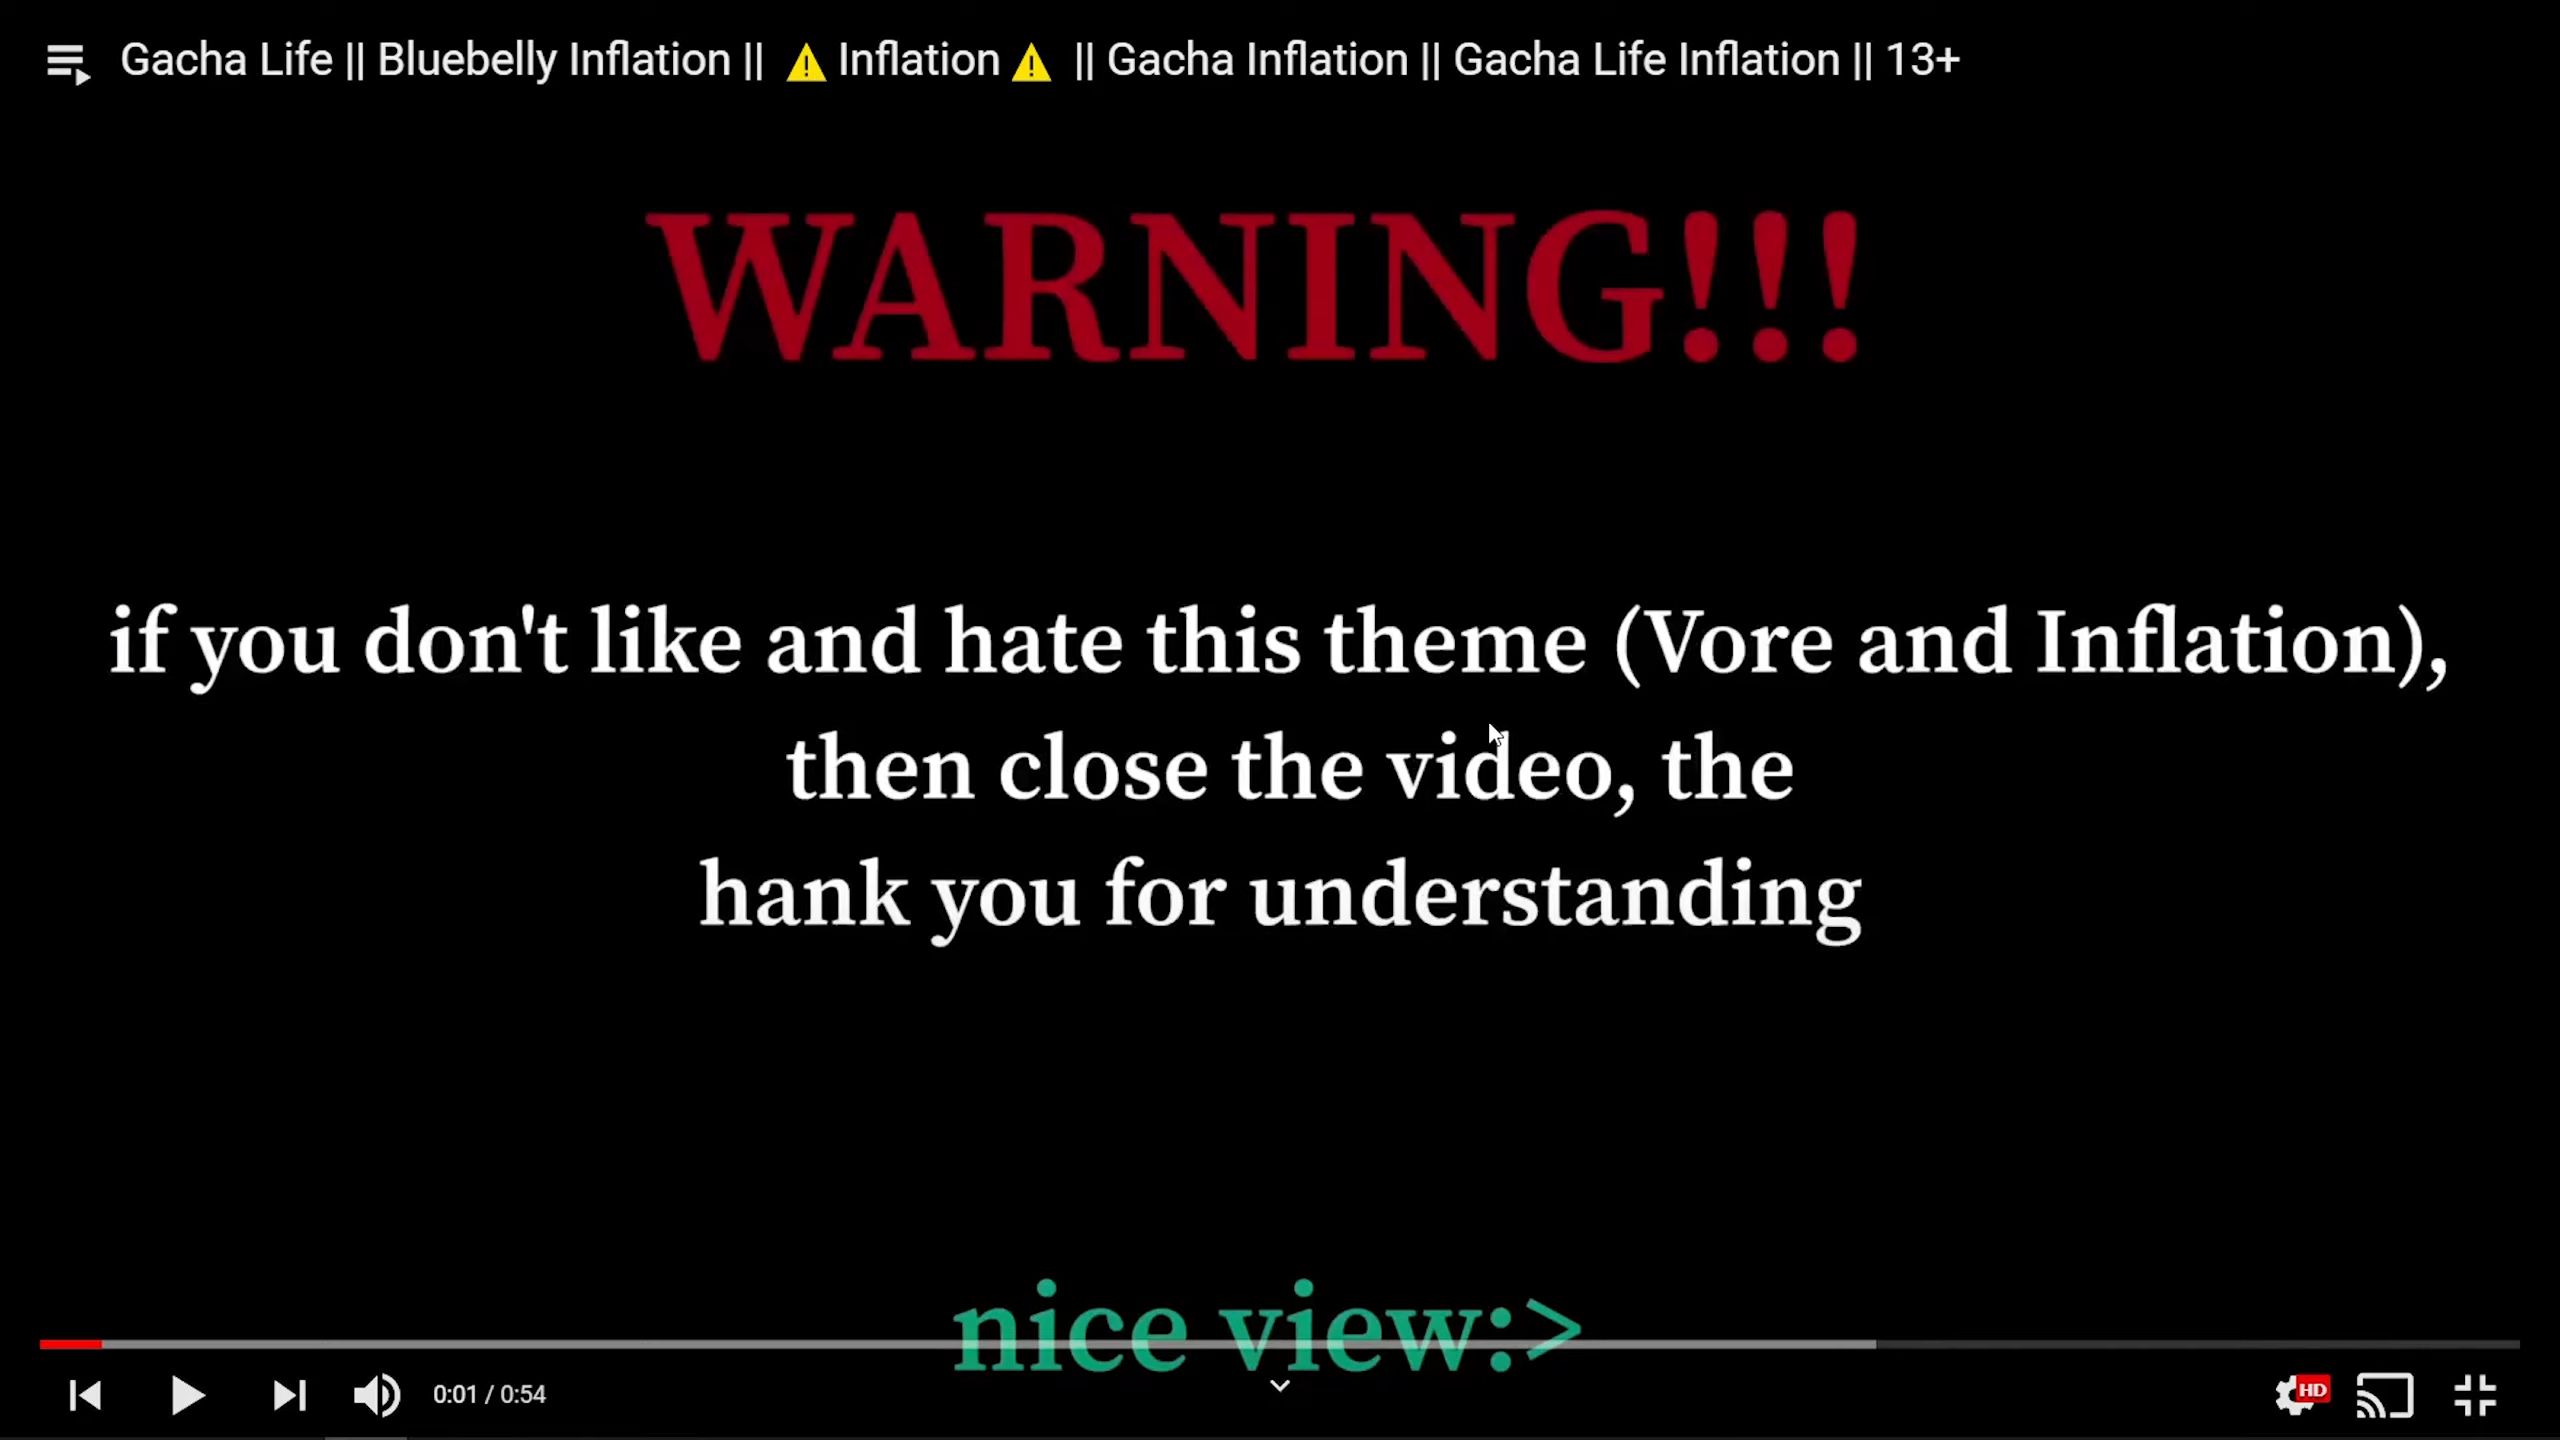 Gacha Life || Bluebelly Inflation || ⚠️Inflation⚠️ || Gacha Inflation || Gacha Life Inflation || 13+
WARNING!!!
if you don't like and hate this theme (Vore and Inflation),
then close the video, the
hank you for understanding
nice view:>
0:01 / 0:54
HD